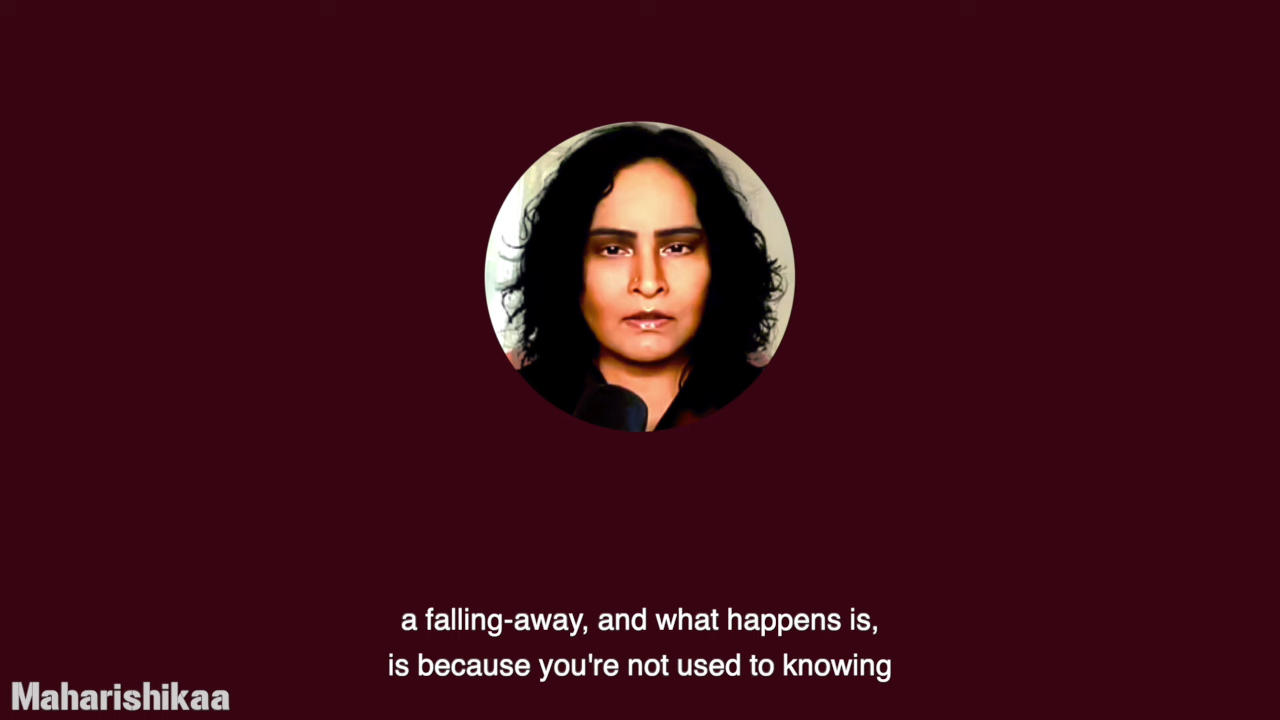 a falling-away, and what happens is,
is because you're not used to knowing
Maharishikaa